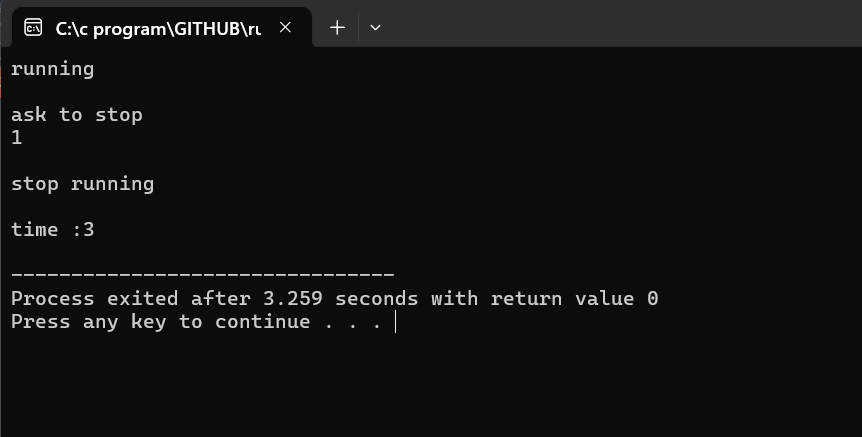 C:\c program\GITHUB\ru
running
ask to stop
1
stop running
time :3
--------------------------------
Process exited after 3.259 seconds with return value 0
Press any key to continue . . .